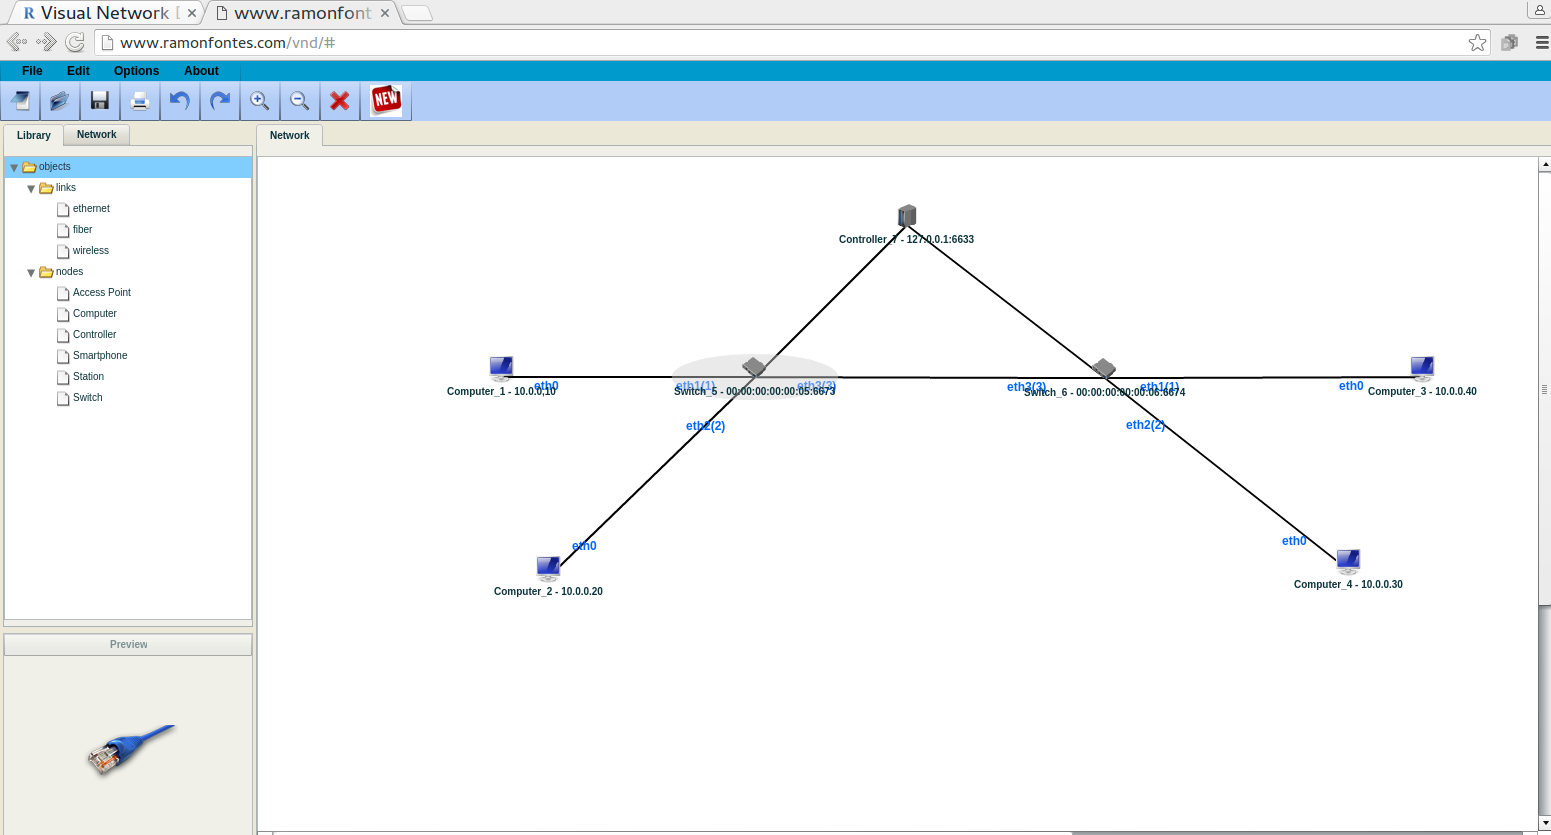 R Visual Network [
www.ramonfont
www.ramonfontes.com/vnd/#
File Edit Options About
NEW
Library Network
Network
objects
links
ethernet
fiber
wireless
nodes
Access Point
Computer
Controller
Smartphone
Station
Switch
Preview
Controller_7 - 127.0.0.1:6633
eth0 eth1(1) eth3(3) eth3(3) eth1(1) eth0
Computer_1 - 10.0.0,10 Switch_5 - 00:00:00:00:00:05:6673 Switch_6 - 00:00:00:00:00:06:6674 Computer_3 - 10.0.0.40
eth2(2) eth2(2)
eth0 eth0
Computer_2 - 10.0.0.20 Computer_4 - 10.0.0.30